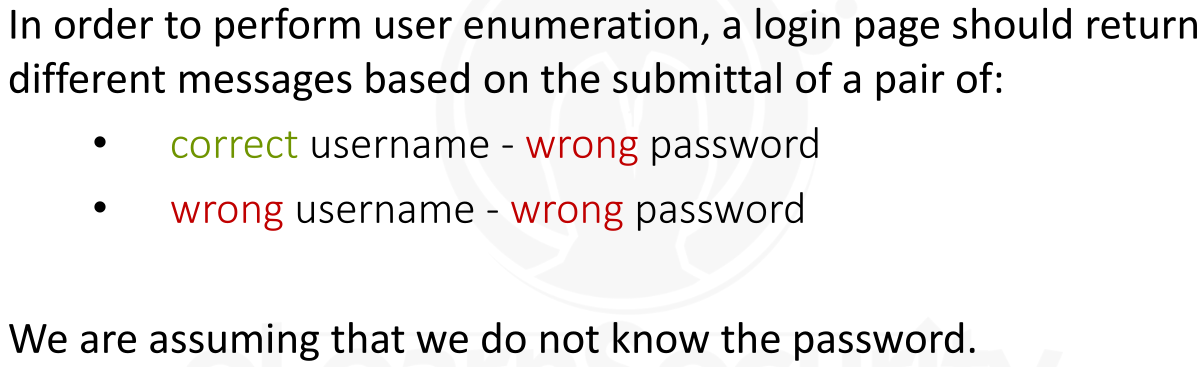 In order to perform user enumeration, a login page should return
different messages based on the submittal of a pair of:
• correct username - wrong password
• wrong username - wrong password
We are assuming that we do not know the password.